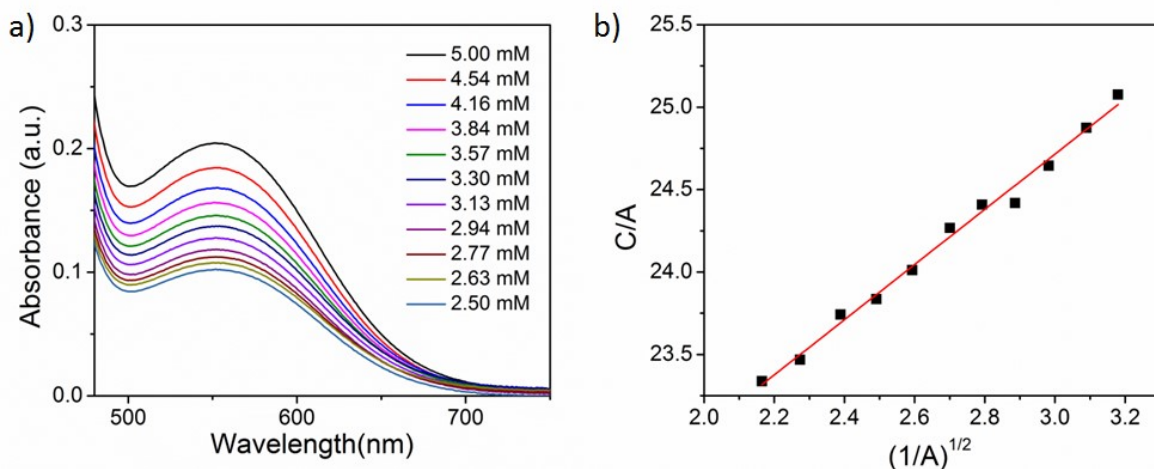 a)
0.3
0.2
0.1
0.0
Absorbance (a.u.)
500
600
700
Wavelength(nm)
5.00 mM
4.54 mM
4.16 mM
3.84 mM
3.57 mM
3.30 mM
3.13 mM
2.94 mM
2.77 mM
2.63 mM
2.50 mM
b)
25.5
25.0
24.5
24.0
23.5
C/A
2.0
2.2
2.4
2.6
2.8
3.0
3.2
(1/A)^1/2